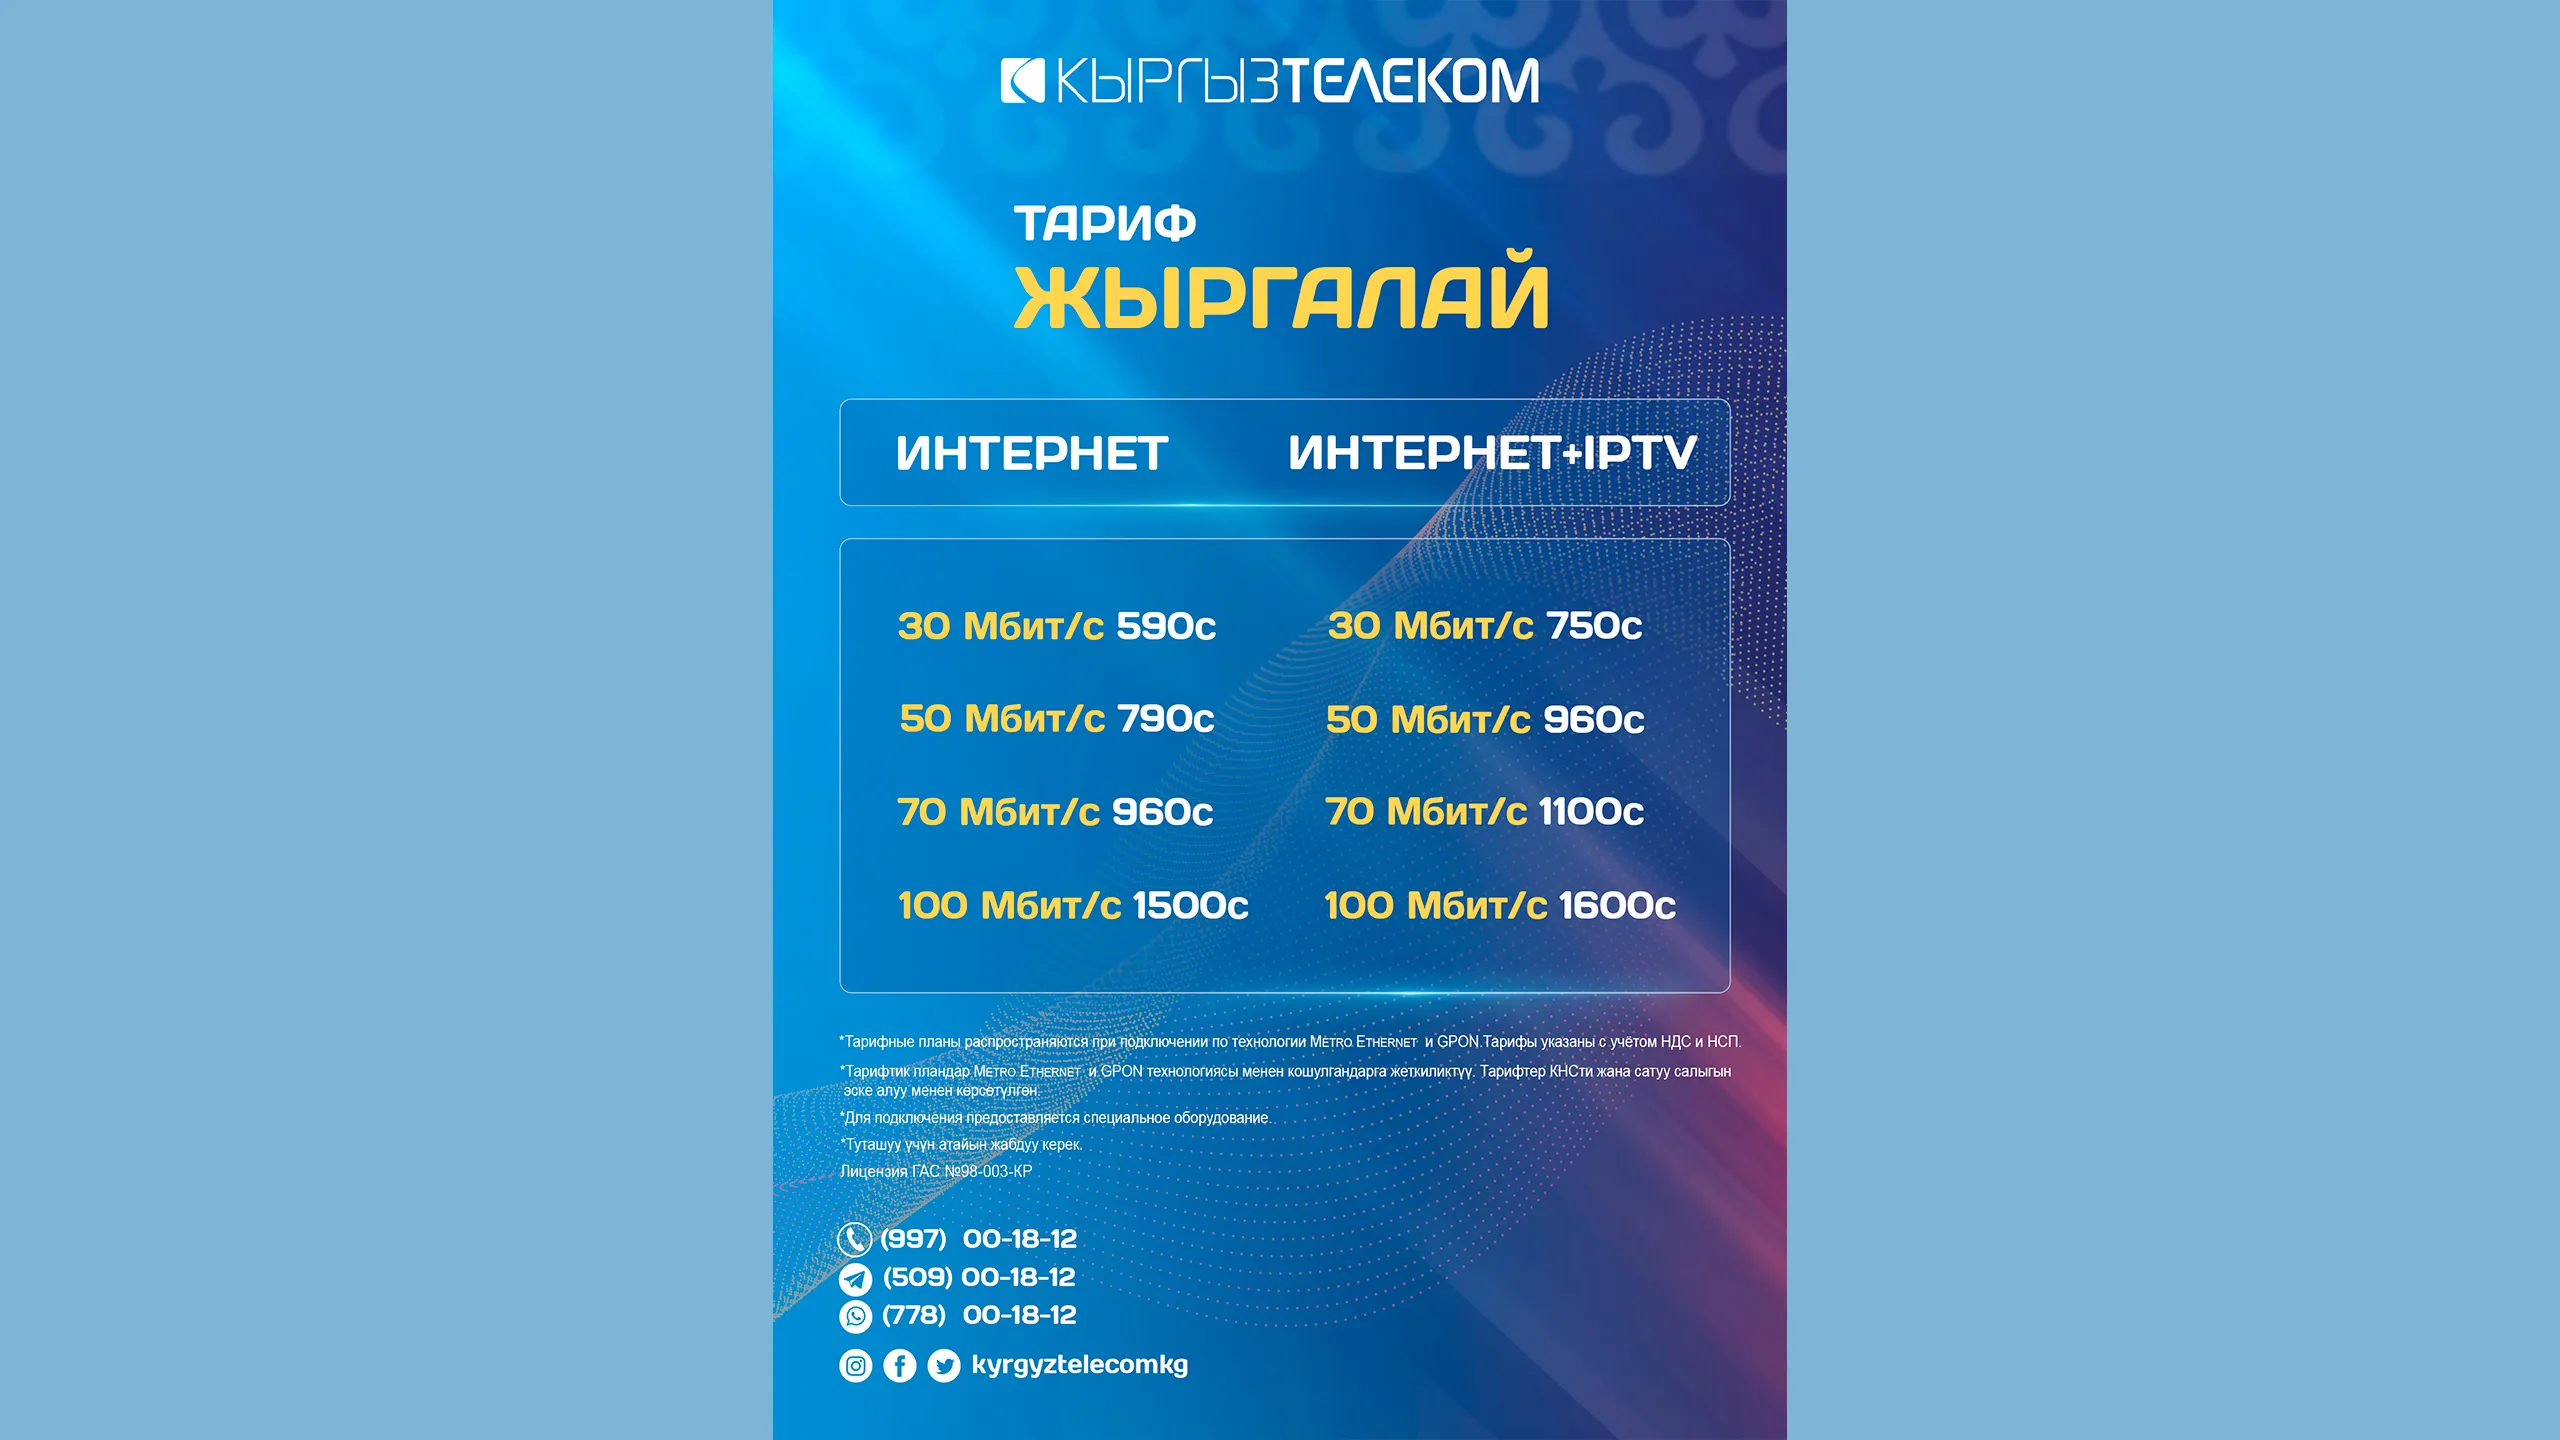 КЫРГЫЗТЕЛЕКОМ
ТАРИФ
ЖЫРГАЛАЙ
ИНТЕРНЕТ ИНТЕРНЕТ+IPTV
30 Мбит/с 590с 30 Мбит/с 750с
50 Мбит/с 790с 50 Мбит/с 960с
70 Мбит/с 960с 70 Мбит/с 1100с
100 Мбит/с 1500с 100 Мбит/с 1600с
*Тарифные планы распространяются при подключении по технологии METRO ETHERNET и GPON.Тарифы указаны с учётом НДС и НСП.
*Тарифтик пландар METRO ETHERNET и GPON технологиясы менен кошулгандарга жеткиликтүү. Тарифтер КНСти жана сатуу салыгын
эске алуу менен көрсөтүлгөн.
*Для подключения предоставляется специальное оборудование.
*Туташуу үчүн атайын жабдуу керек.
Лицензия ГАС №98-003-КР
(997) 00-18-12
(509) 00-18-12
(778) 00-18-12
kyrgyztelecomkg